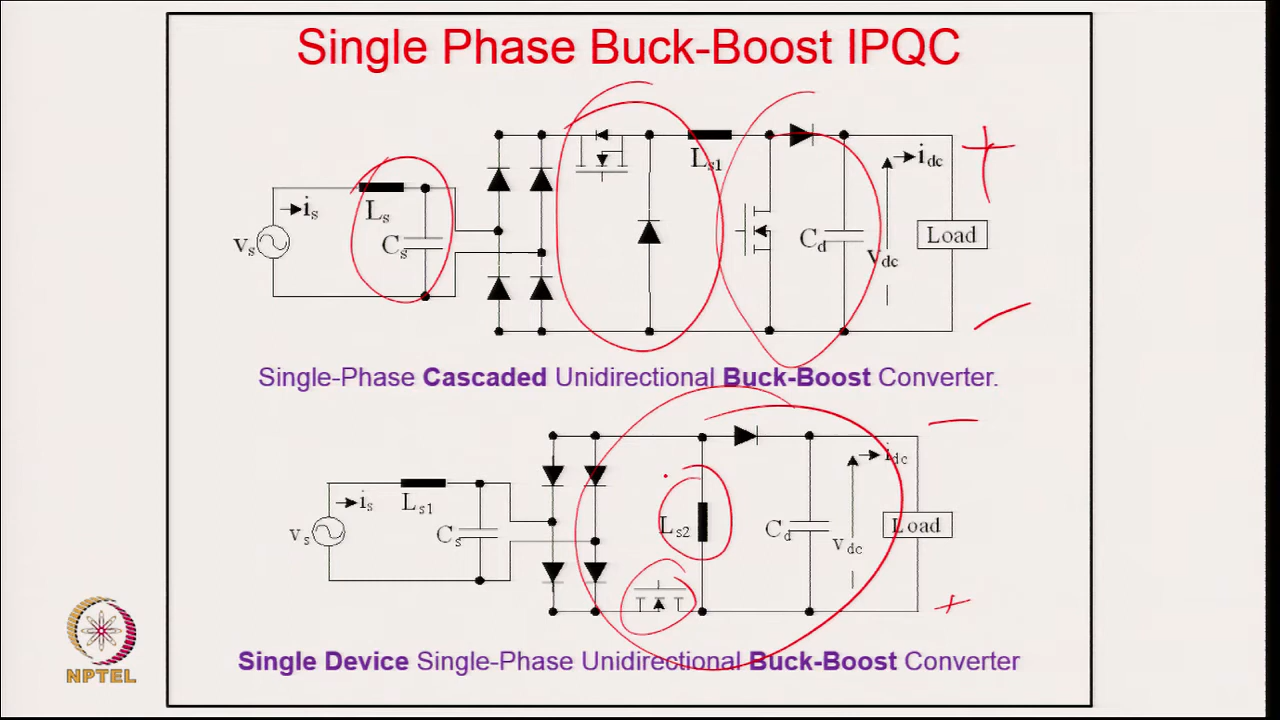 Single Phase Buck-Boost IPQC
Ls1
idc
+
is
Ls
vs
Cs
Cd
vdc
Load
−
Single-Phase Cascaded Unidirectional Buck-Boost Converter.
−
idc
is
Ls1
vs
Cs
Ls2
Cd
vdc
Load
+
Single Device Single-Phase Unidirectional Buck-Boost Converter
NPTEL